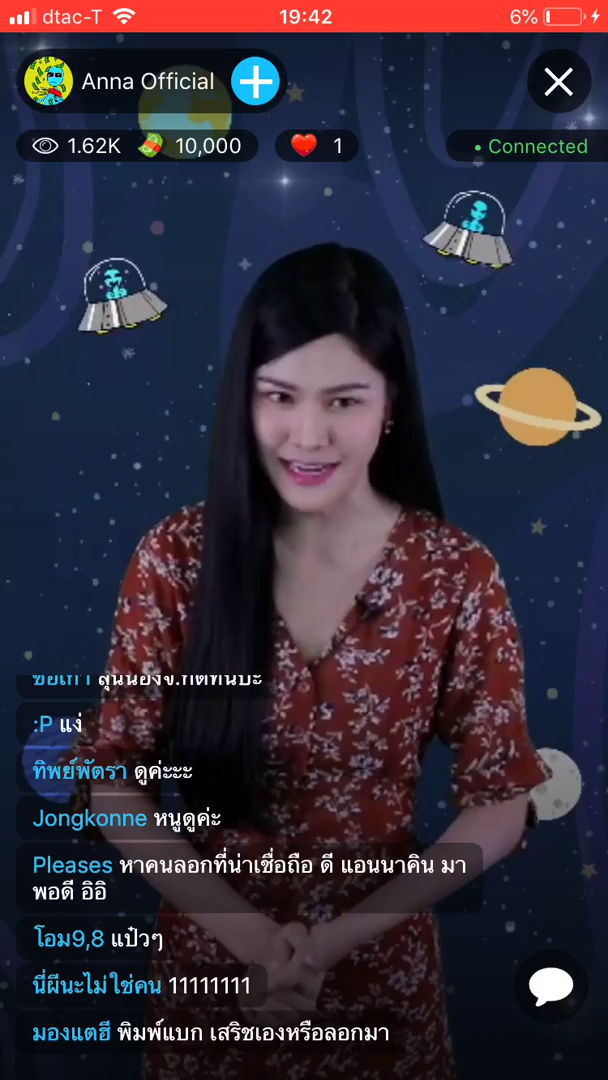 dtac-T
19:42
6%
Anna Official
1.62K
10,000
1
• Connected
:P แง่
ทิพย์พัตรา ดูค่ะะะ
Jongkonne หนูดูค่ะ
Pleases หาคนลอกที่น่าเชื่อถือ ดี แอนนาคิน มา
พอดี อิอิ
โอม9,8 แป๋วๆ
นี่ผีนะไม่ใช่คน 11111111
มองแตฮี พิมพ์แบก เสริชเองหรือลอกมา